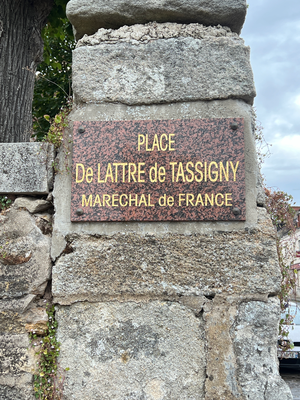 PLACE
De LATTRE de TASSIGNY
MARECHAL de FRANCE